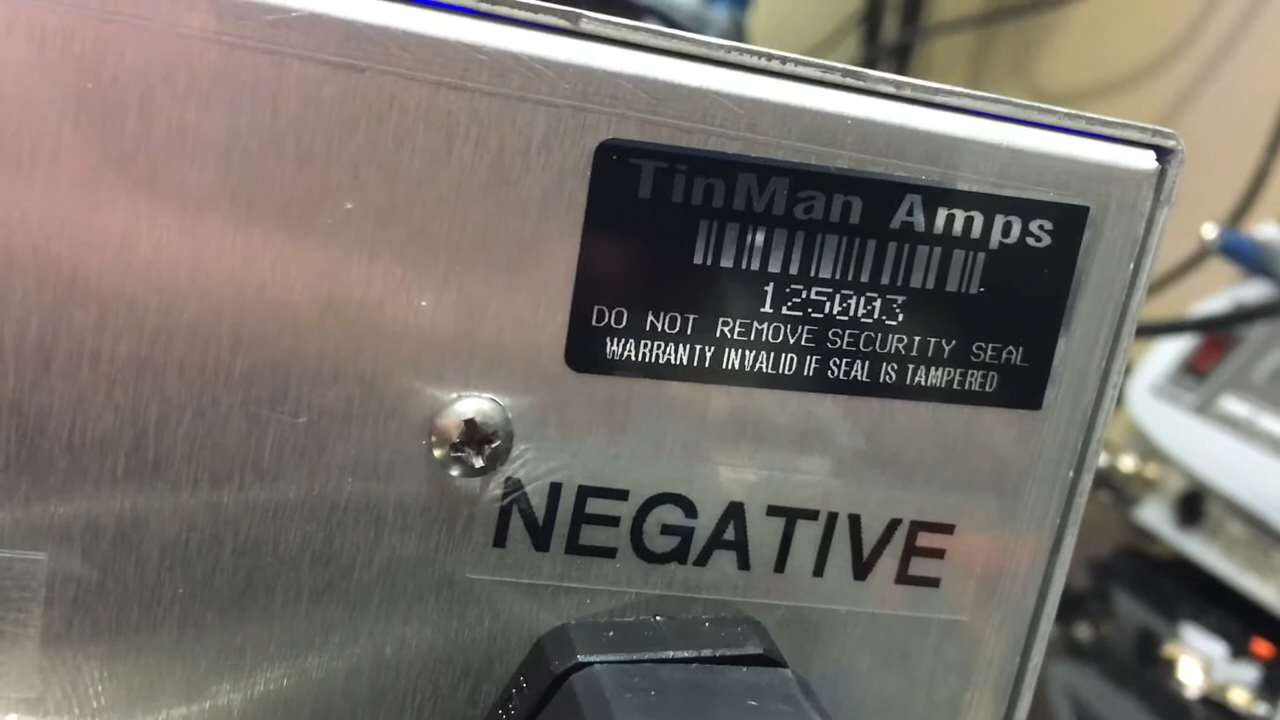 TinMan Amps
125003
DO NOT REMOVE SECURITY SEAL
WARRANTY INVALID IF SEAL IS TAMPERED
NEGATIVE